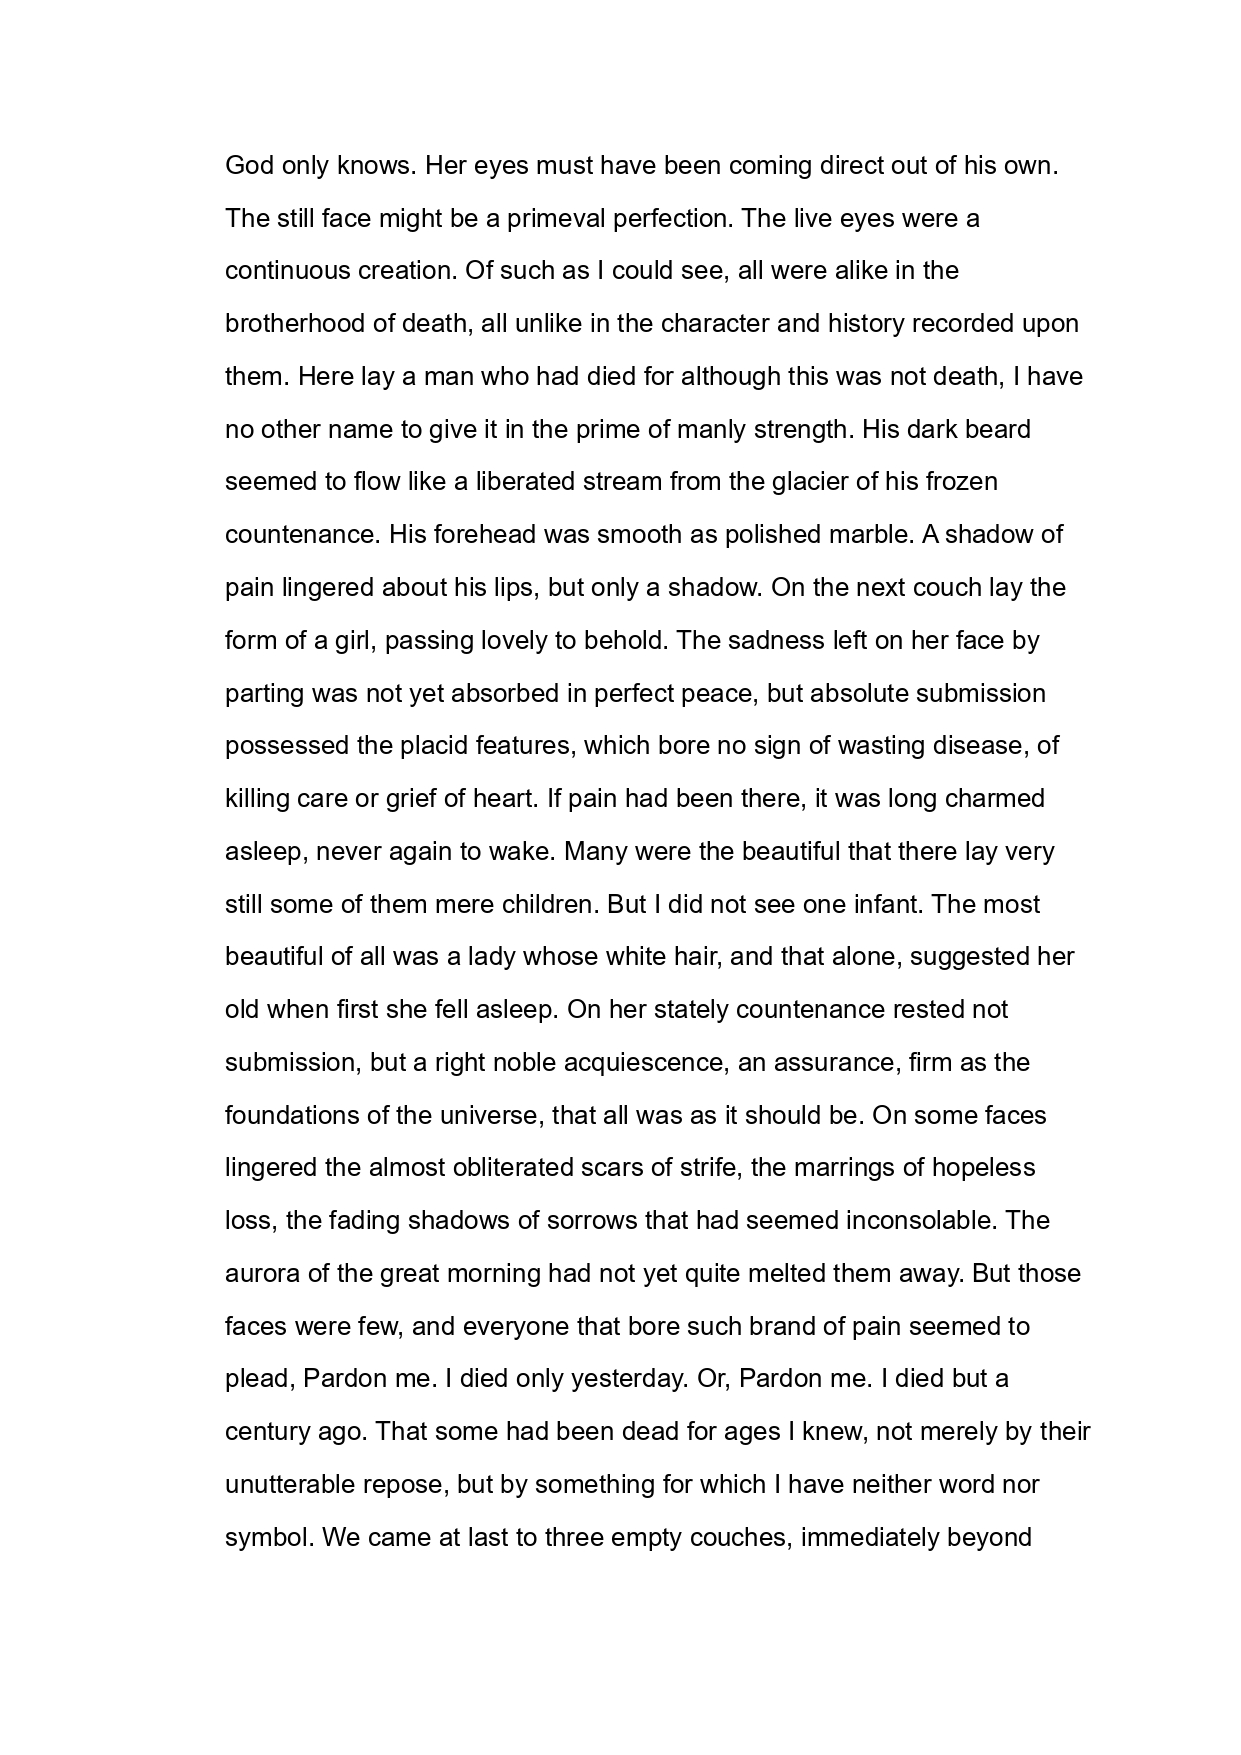 God only knows. Her eyes must have been coming direct out of his own.
The still face might be a primeval perfection. The live eyes were a
continuous creation. Of such as I could see, all were alike in the
brotherhood of death, all unlike in the character and history recorded upon
them. Here lay a man who had died for although this was not death, I have
no other name to give it in the prime of manly strength. His dark beard
seemed to flow like a liberated stream from the glacier of his frozen
countenance. His forehead was smooth as polished marble. A shadow of
pain lingered about his lips, but only a shadow. On the next couch lay the
form of a girl, passing lovely to behold. The sadness left on her face by
parting was not yet absorbed in perfect peace, but absolute submission
possessed the placid features, which bore no sign of wasting disease, of
killing care or grief of heart. If pain had been there, it was long charmed
asleep, never again to wake. Many were the beautiful that there lay very
still some of them mere children. But I did not see one infant. The most
beautiful of all was a lady whose white hair, and that alone, suggested her
old when first she fell asleep. On her stately countenance rested not
submission, but a right noble acquiescence, an assurance, firm as the
foundations of the universe, that all was as it should be. On some faces
lingered the almost obliterated scars of strife, the marrings of hopeless
loss, the fading shadows of sorrows that had seemed inconsolable. The
aurora of the great morning had not yet quite melted them away. But those
faces were few, and everyone that bore such brand of pain seemed to
plead, Pardon me. I died only yesterday. Or, Pardon me. I died but a
century ago. That some had been dead for ages I knew, not merely by their
unutterable repose, but by something for which I have neither word nor
symbol. We came at last to three empty couches, immediately beyond